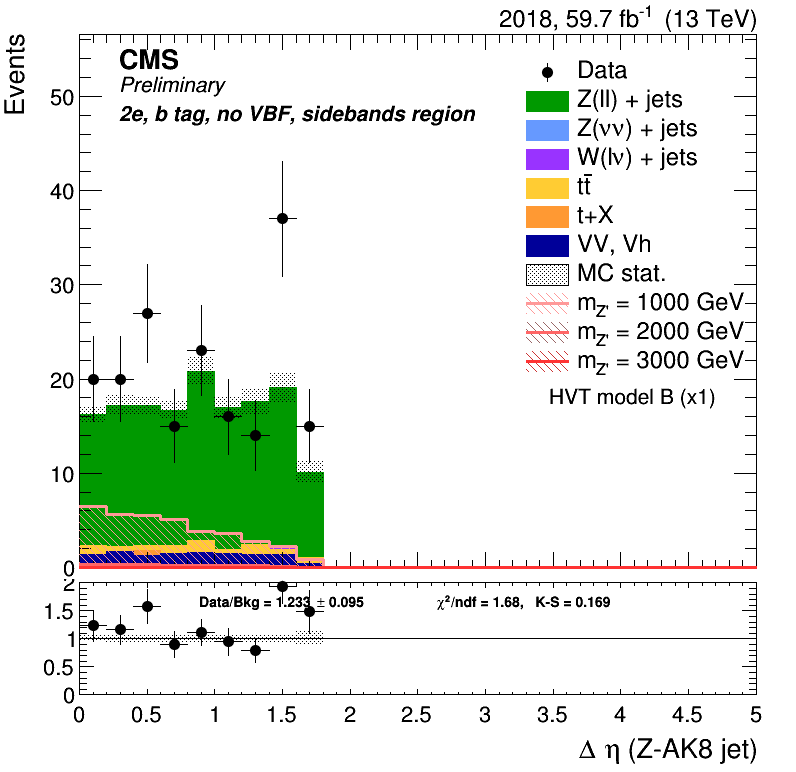 2018, 59.7 fb⁻¹ (13 TeV)
Events
CMS
Preliminary
2e, b tag, no VBF, sidebands region
Data
Z(ll) + jets
Z(νν) + jets
W(lν) + jets
tt̄
t+X
VV, Vh
MC stat.
m_Z' = 1000 GeV
m_Z' = 2000 GeV
m_Z' = 3000 GeV
HVT model B (x1)
50
40
30
20
10
0
Data/Bkg = 1.233 ± 0.095
χ²/ndf = 1.68, K-S = 0.169
2
1.5
1
0.5
0
0 0.5 1 1.5 2 2.5 3 3.5 4 4.5 5
Δ η (Z-AK8 jet)